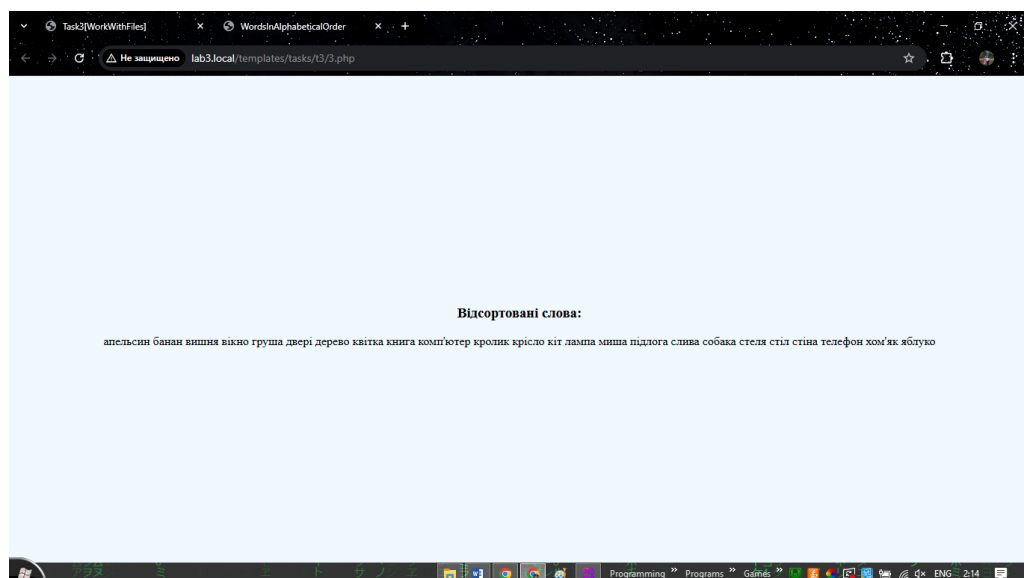 Task3[WorkWithFiles]
WordsInAlphabeticalOrder
Не защищено
lab3.local/templates/tasks/t3/3.php
Відсортовані слова:
апельсин банан вишня вікно груша двері дерево квітка книга комп'ютер кролик крісло кіт лампа миша підлога слива собака стеля стіл стіна телефон хом'як яблуко
Programming » Programs » Games » ENG 2:14